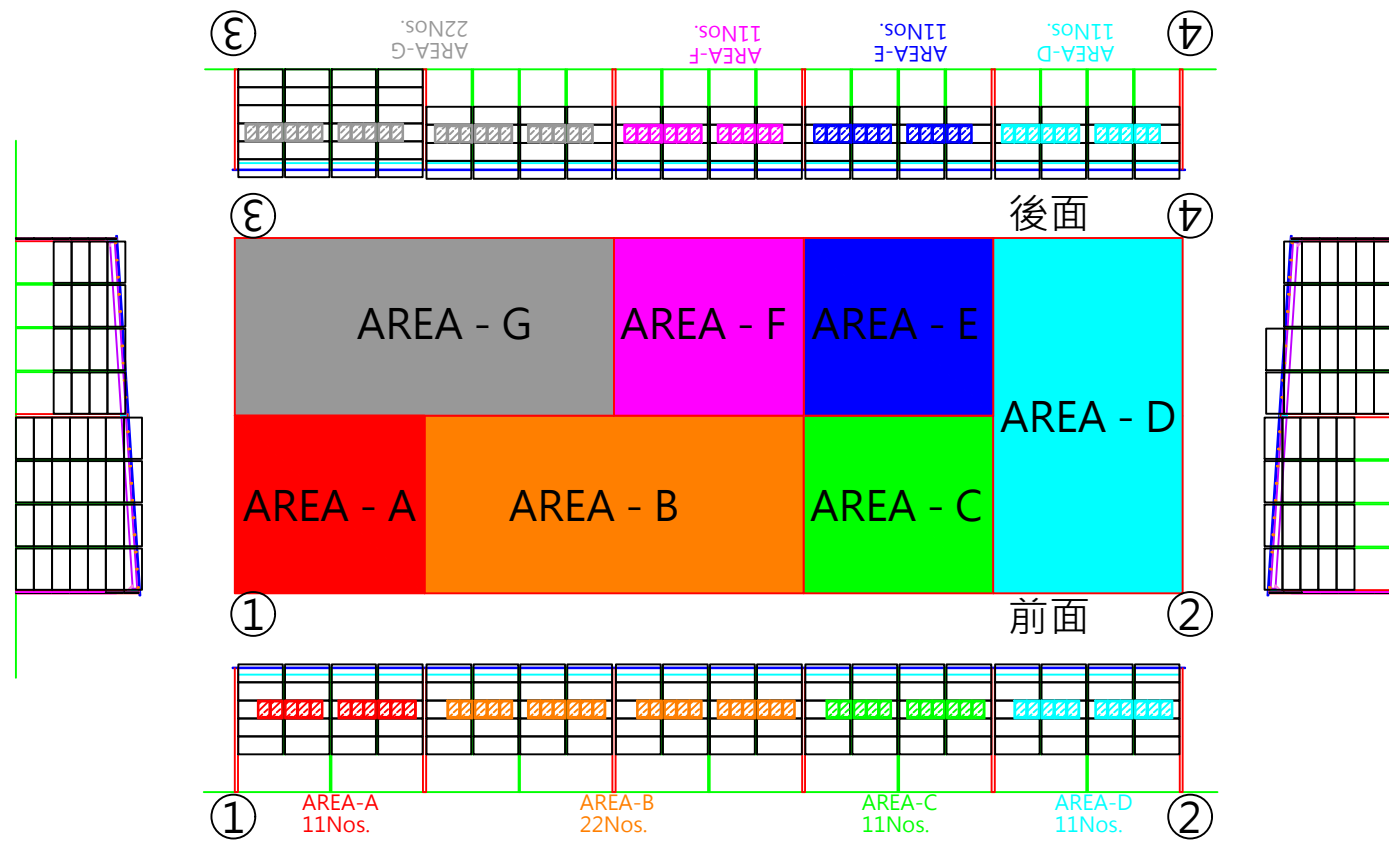 ③
④
AREA-G
22Nos.
AREA-F
11Nos.
AREA-E
11Nos.
AREA-D
11Nos.
③
後面
④
AREA - G
AREA - F
AREA - E
AREA - D
AREA - A
AREA - B
AREA - C
①
前面
②
①
AREA-A
11Nos.
AREA-B
22Nos.
AREA-C
11Nos.
AREA-D
11Nos.
②